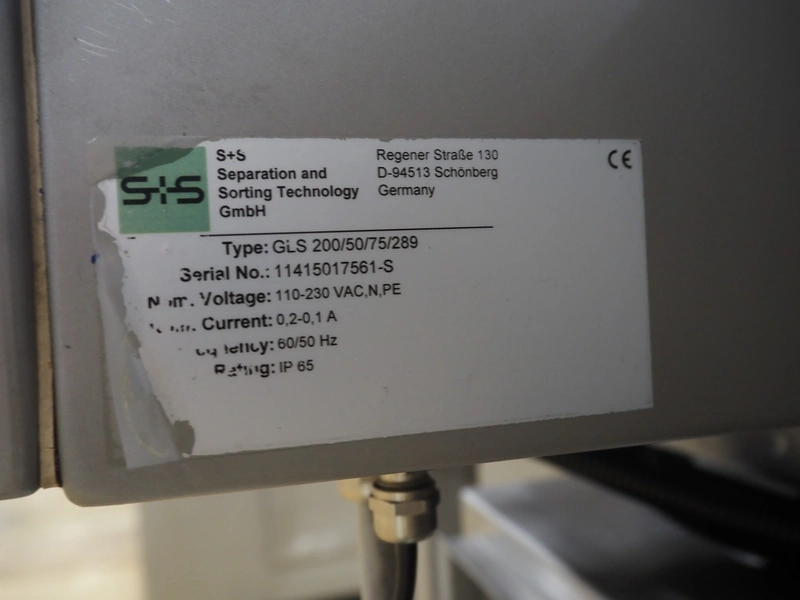 S+S
S+S
Separation and
Sorting Technology
GmbH
Regener Straße 130
D-94513 Schönberg
Germany
CE
Type: GLS 200/50/75/289
Serial No.: 11415017561-S
Voltage: 110-230 VAC,N,PE
Current: 0,2-0,1 A
60/50 Hz
Rating: IP 65